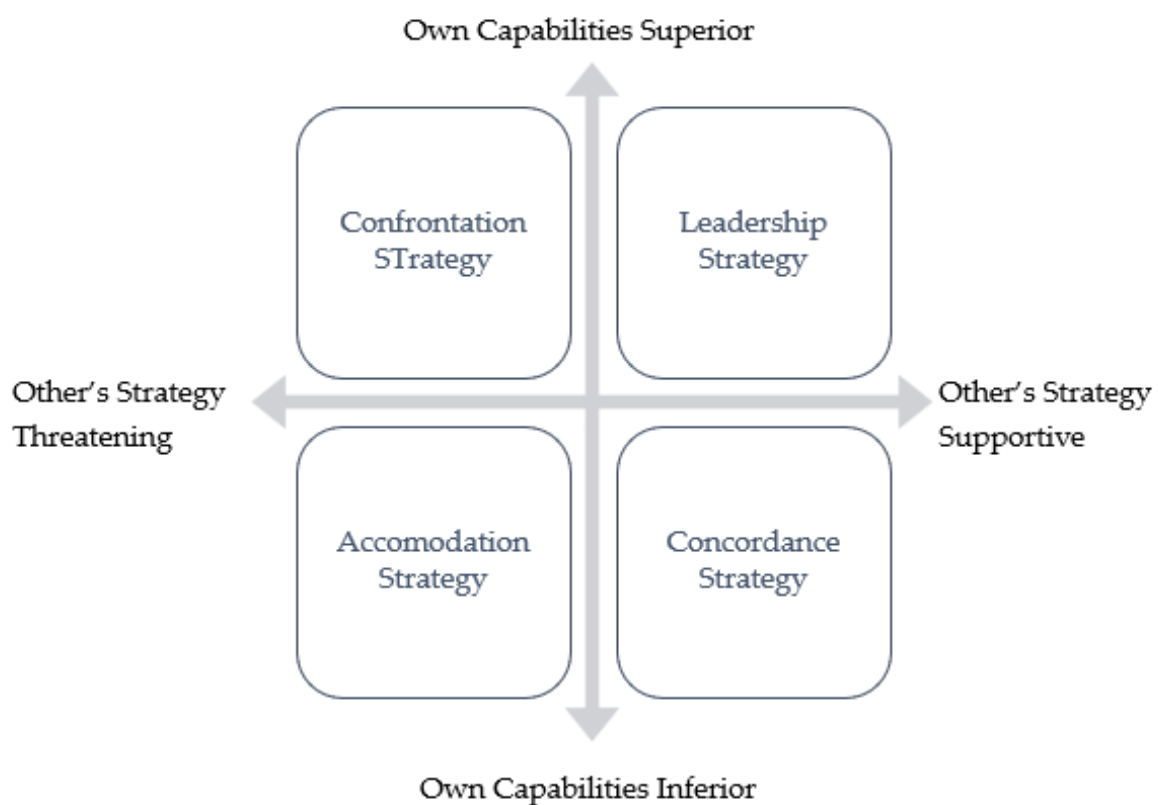 Own Capabilities Superior
Confrontation
STrategy
Leadership
Strategy
Other's Strategy
Threatening
Other's Strategy
Supportive
Accomodation
Strategy
Concordance
Strategy
Own Capabilities Inferior